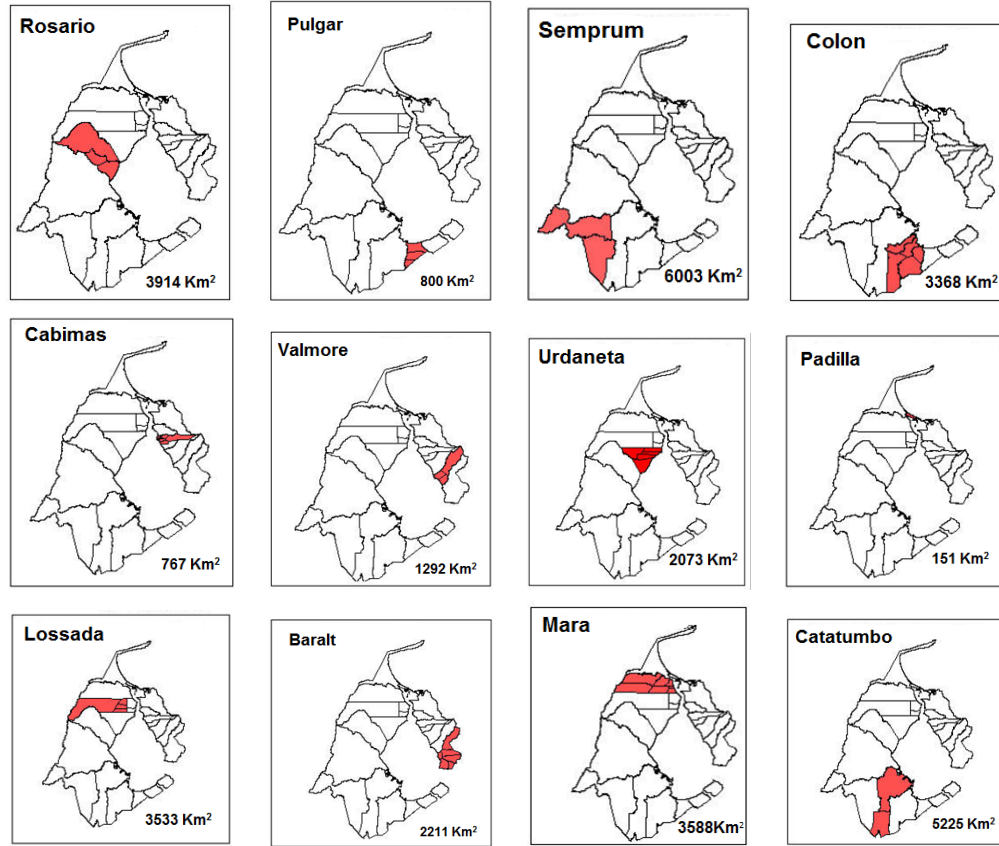 Rosario
3914 Km²
Pulgar
800 Km²
Semprum
6003 Km²
Colon
3368 Km²
Cabimas
767 Km²
Valmore
1292 Km²
Urdaneta
2073 Km²
Padilla
151 Km²
Lossada
3533 Km²
Baralt
2211 Km²
Mara
3588Km²
Catatumbo
5225 Km²